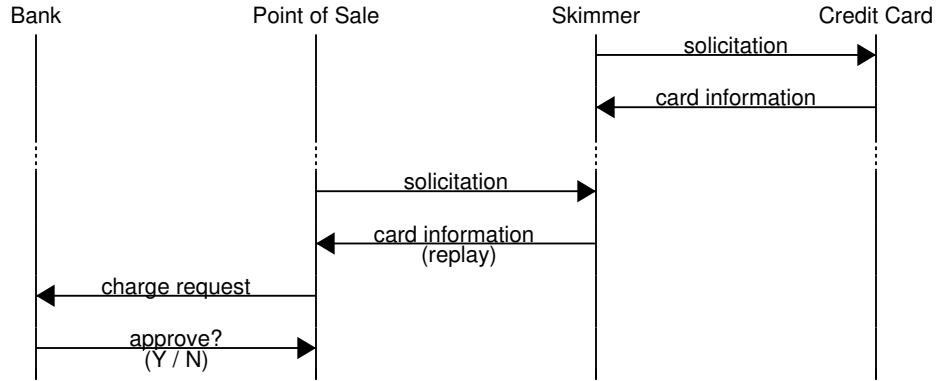 Bank
Point of Sale
Skimmer
Credit Card
solicitation
card information
solicitation
card information
(replay)
charge request
approve?
(Y / N)